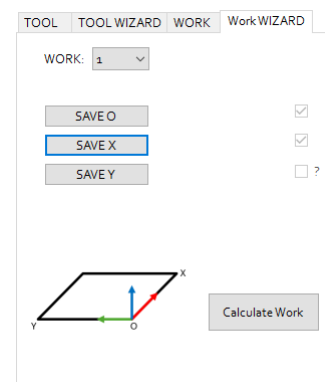 TOOL TOOL WIZARD WORK Work WIZARD
WORK: 1
SAVE O
SAVE X
SAVE Y ?
X
Y O
Calculate Work